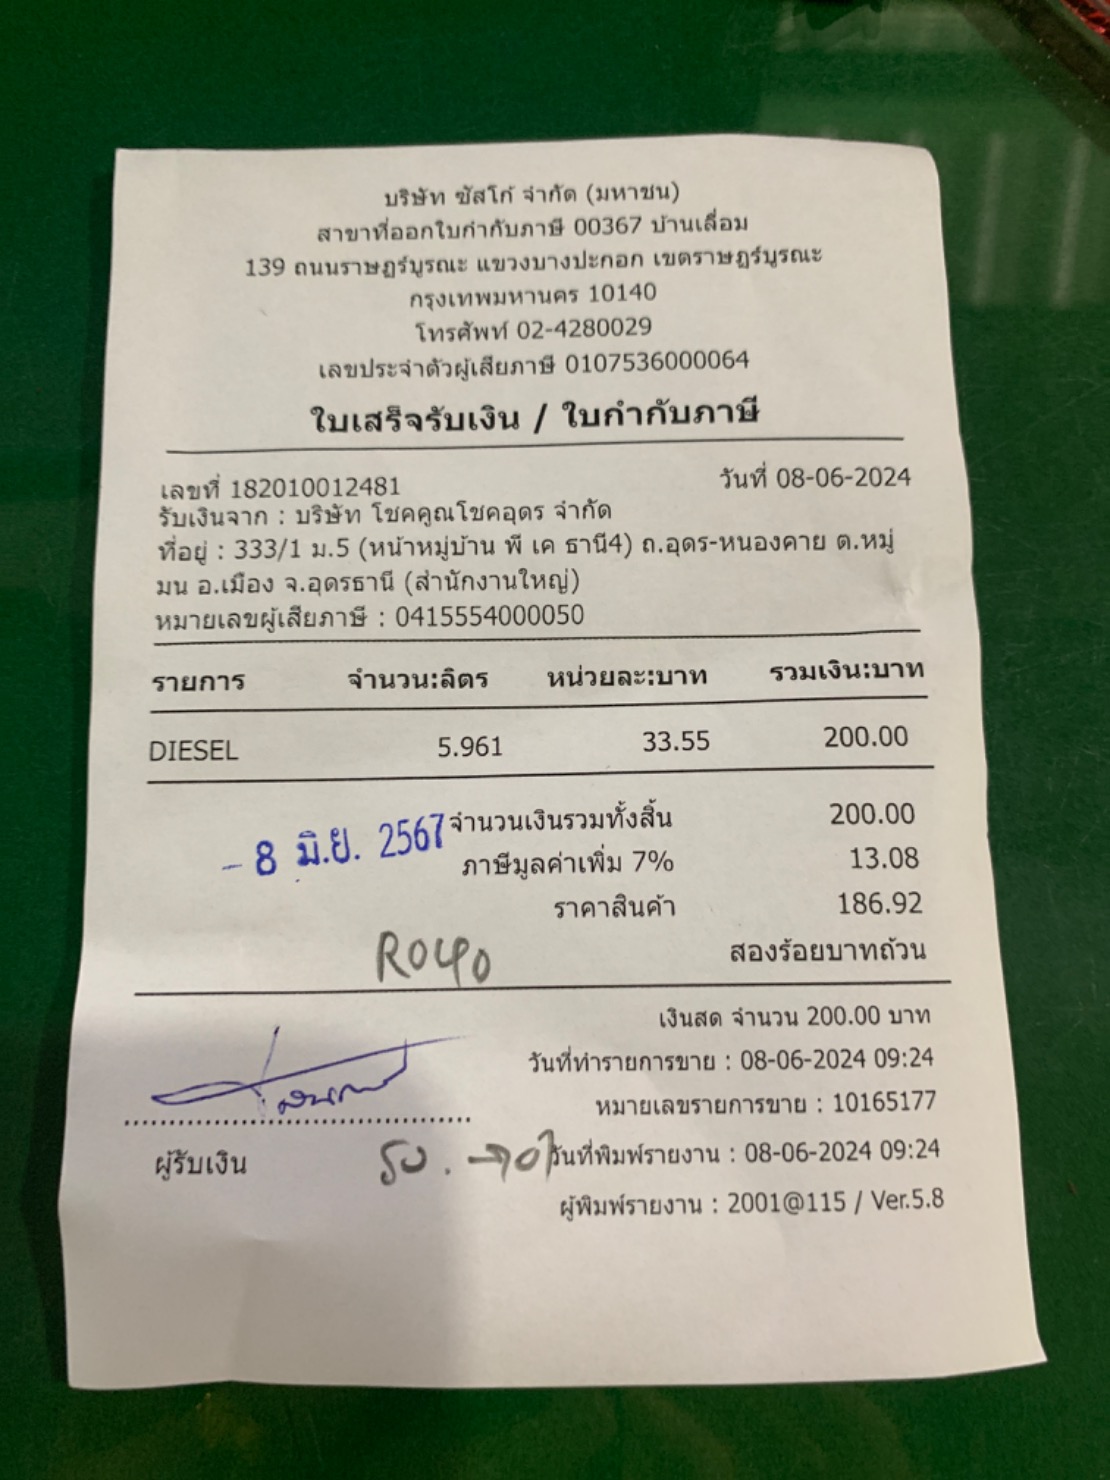 บริษัท ซัสโก้ จำกัด (มหาชน)
สาขาที่ออกใบกำกับภาษี 00367 บ้านเลื่อม
139 ถนนราษฎร์บูรณะ แขวงบางปะกอก เขตราษฎร์บูรณะ
กรุงเทพมหานคร 10140
โทรศัพท์ 02-4280029
เลขประจำตัวผู้เสียภาษี 0107536000064
ใบเสร็จรับเงิน / ใบกำกับภาษี
เลขที่ 182010012481 วันที่ 08-06-2024
รับเงินจาก : บริษัท โชคคูณโชคอุดร จำกัด
ที่อยู่ : 333/1 ม.5 (หน้าหมู่บ้าน พี เค ธานี4) ถ.อุดร-หนองคาย ต.หมู
มน อ.เมือง จ.อุดรธานี (สำนักงานใหญ่)
หมายเลขผู้เสียภาษี : 0415554000050
รายการ จำนวน:ลิตร หน่วยละ:บาท รวมเงิน:บาท
DIESEL 5.961 33.55 200.00
จำนวนเงินรวมทั้งสิ้น 200.00
- 8 มิ.ย. 2567
ภาษีมูลค่าเพิ่ม 7% 13.08
ราคาสินค้า 186.92
R040
สองร้อยบาทถ้วน
เงินสด จำนวน 200.00 บาท
วันที่ทำรายการขาย : 08-06-2024 09:24
หมายเลขรายการขาย : 10165177
ผู้รับเงิน
วันที่พิมพ์รายงาน : 08-06-2024 09:24
ผู้พิมพ์รายงาน : 2001@115 / Ver.5.8